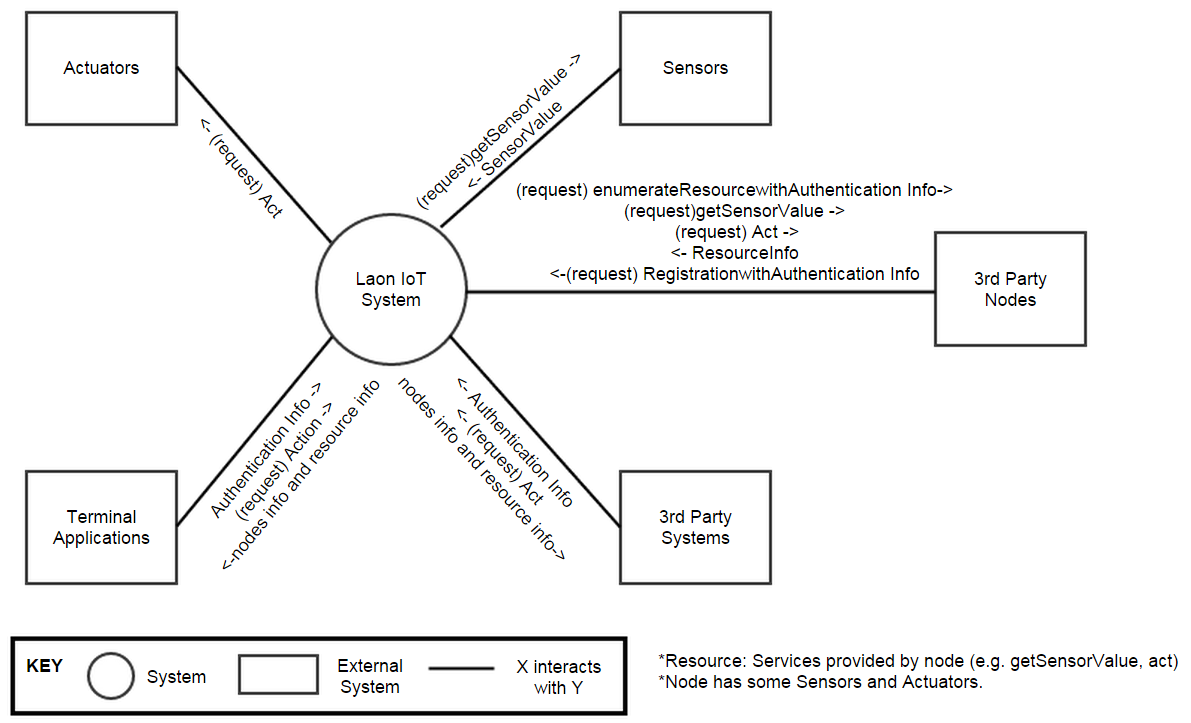 Actuators
Sensors
<- (request) Act
(request)getSensorValue ->
<- SensorValue
(request) enumerateResourcewithAuthentication Info->
(request)getSensorValue ->
(request) Act ->
<- ResourceInfo
<-(request) RegistrationwithAuthentication Info
Laon IoT
System
3rd Party
Nodes
Authentication Info ->
(request) Action ->
<-nodes info and resource info
<- Authentication Info
<- (request) Act
nodes info and resource info->
Terminal
Applications
3rd Party
Systems
KEY
System
External
System
X interacts
with Y
*Resource: Services provided by node (e.g. getSensorValue, act)
*Node has some Sensors and Actuators.